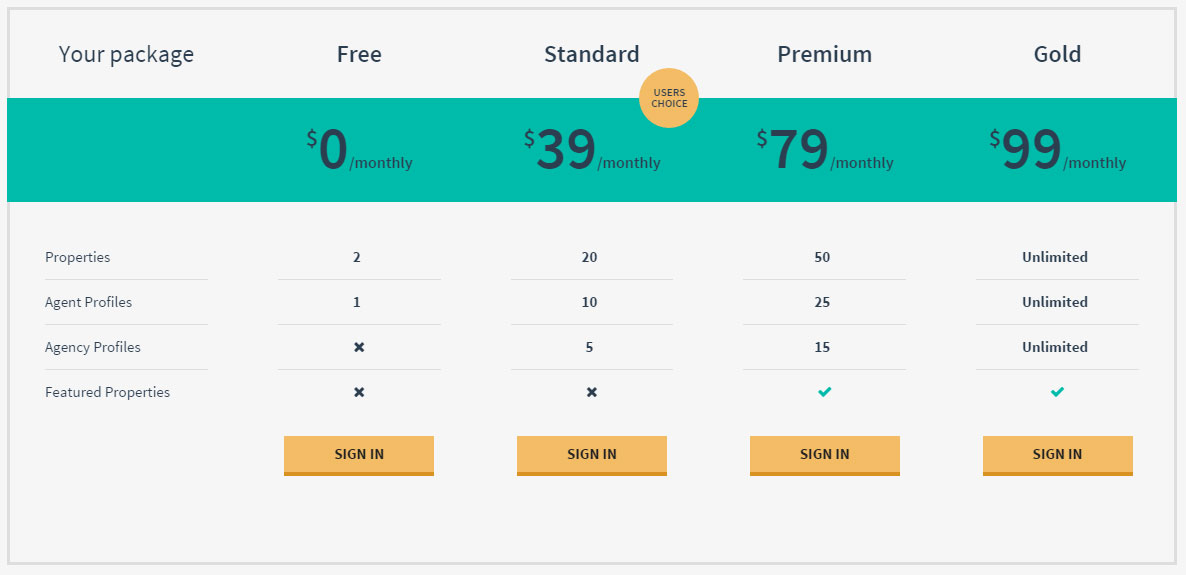 Your package Free Standard Premium Gold
USERS
CHOICE
$0/monthly $39/monthly $79/monthly $99/monthly
Properties 2 20 50 Unlimited
Agent Profiles 1 10 25 Unlimited
Agency Profiles ✖ 5 15 Unlimited
Featured Properties ✖ ✖ ✔ ✔
SIGN IN SIGN IN SIGN IN SIGN IN